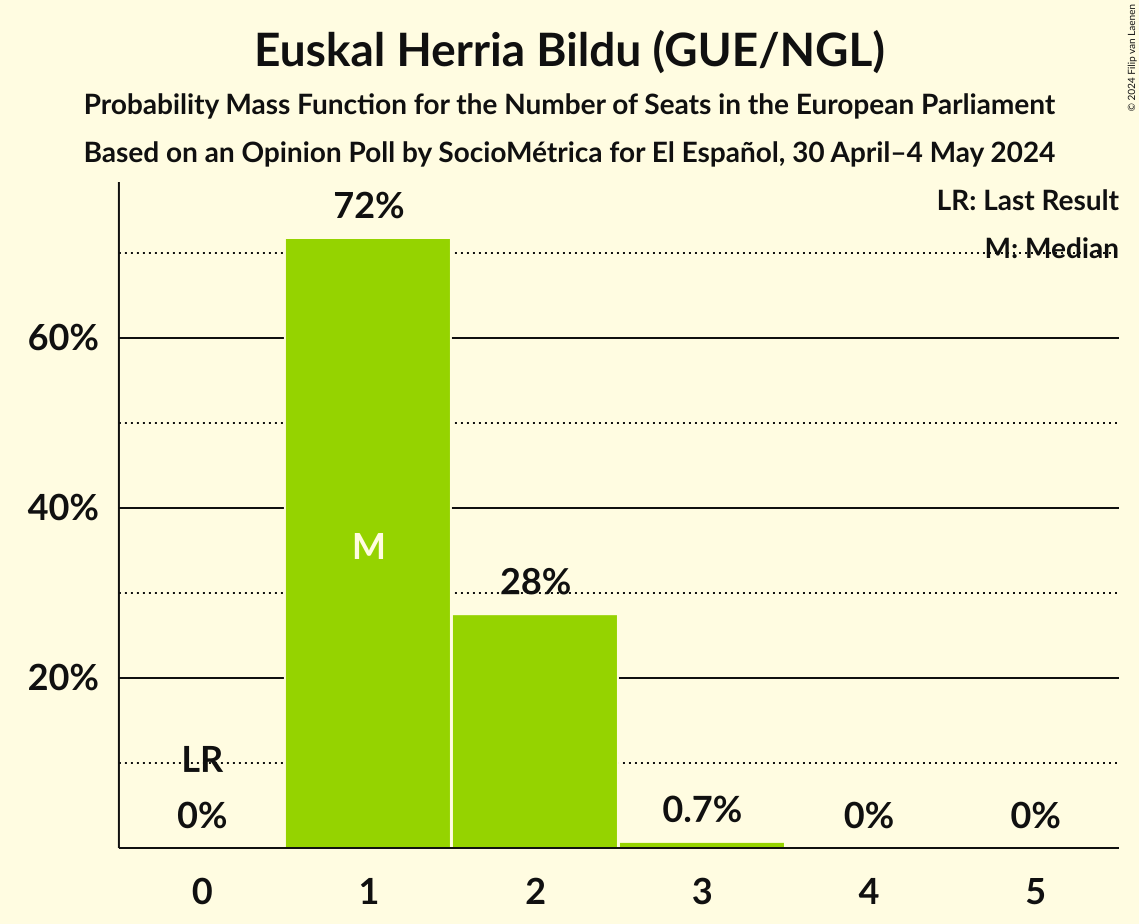 Euskal Herria Bildu (GUE/NGL)
Probability Mass Function for the Number of Seats in the European Parliament
Based on an Opinion Poll by SocioMétrica for El Español, 30 April–4 May 2024
© 2024 Filip van Laenen
LR: Last Result
M: Median
72%
60%
40%
M
28%
20%
LR
0%
0.7%
0%
0%
0 1 2 3 4 5